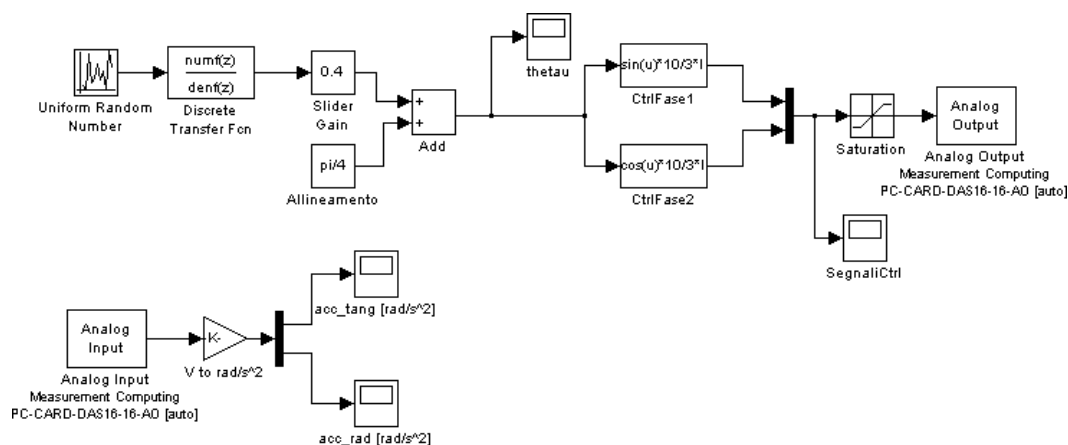 numf(z)
denf(z)
Uniform Random
Number
Discrete
Transfer Fcn
0.4
Slider
Gain
pi/4
Allineamento
+
+
Add
thetau
sin(u)*10/3*I
CtrlFase1
cos(u)*10/3*I
CtrlFase2
Saturation
Analog
Output
Analog Output
Measurement Computing
PC-CARD-DAS16-16-AO [auto]
SegnaliCtrl
Analog
Input
Analog Input
Measurement Computing
PC-CARD-DAS16-16-AO [auto]
-K-
V to rad/s^2
acc_tang [rad/s^2]
acc_rad [rad/s^2]